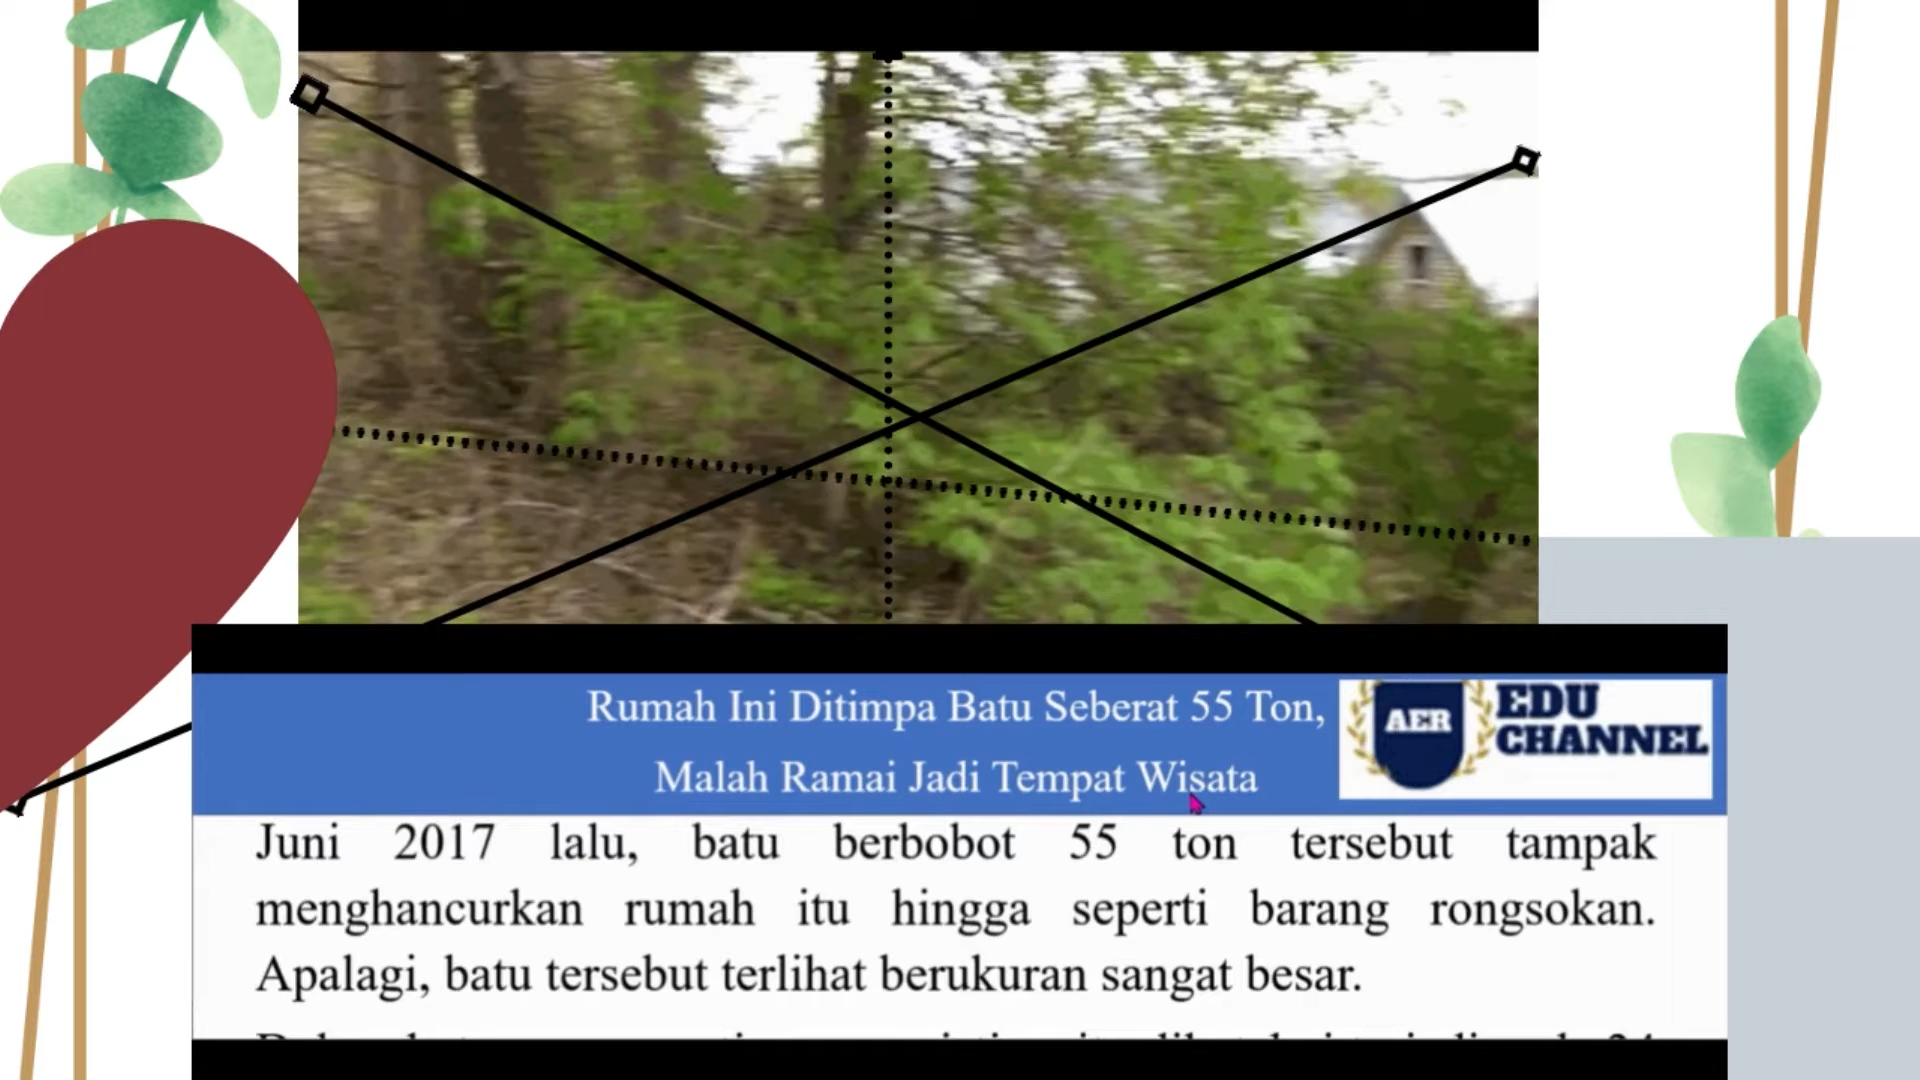 Rumah Ini Ditimpa Batu Seberat 55 Ton,
Malah Ramai Jadi Tempat Wisata
AER
EDU
CHANNEL
Juni 2017 lalu, batu berbobot 55 ton tersebut tampak
menghancurkan rumah itu hingga seperti barang rongsokan.
Apalagi, batu tersebut terlihat berukuran sangat besar.